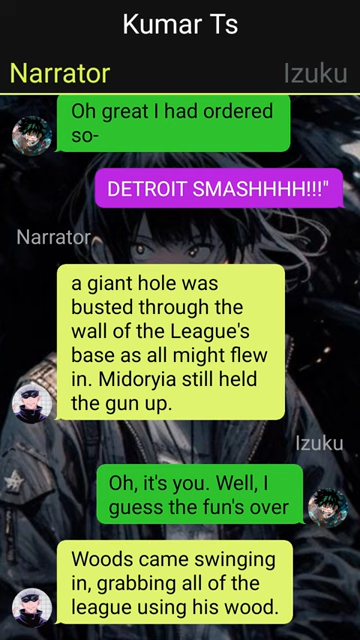 Kumar Ts
Narrator
Izuku
Oh great I had ordered
so-
DETROIT SMASHHHH!!!"
Narrator
a giant hole was
busted through the
wall of the League's
base as all might flew
in. Midoryia still held
the gun up.
Izuku
Oh, it's you. Well, I
guess the fun's over
Woods came swinging
in, grabbing all of the
league using his wood.